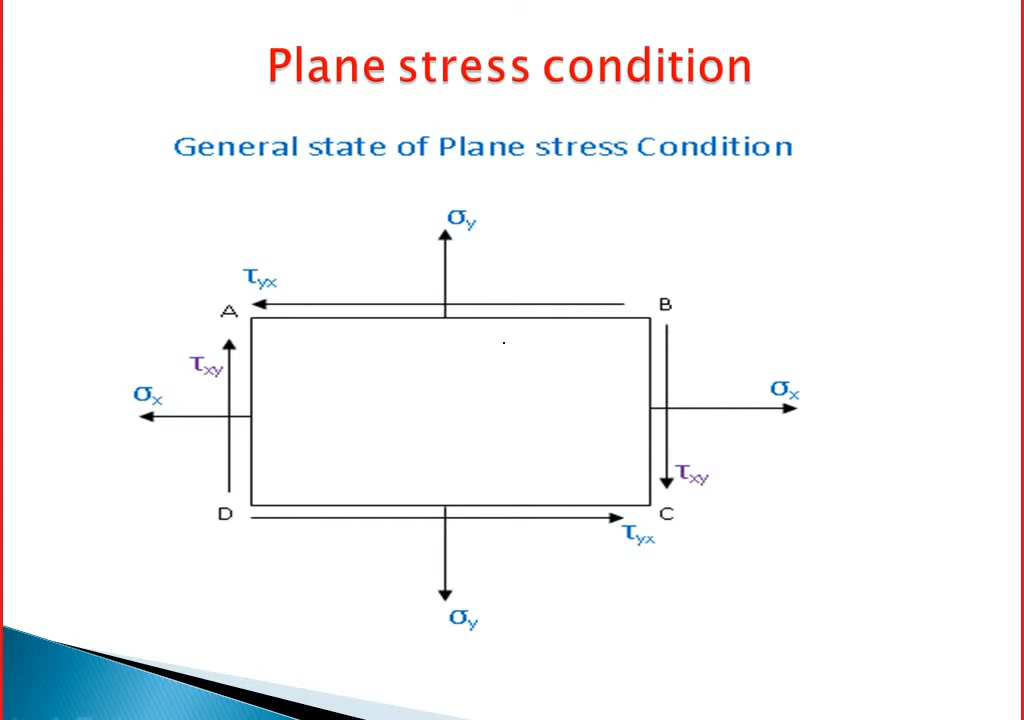 Plane stress condition
General state of Plane stress Condition
σy
τyx
A
B
τxy
σx
σx
τxy
D
C
τyx
σy